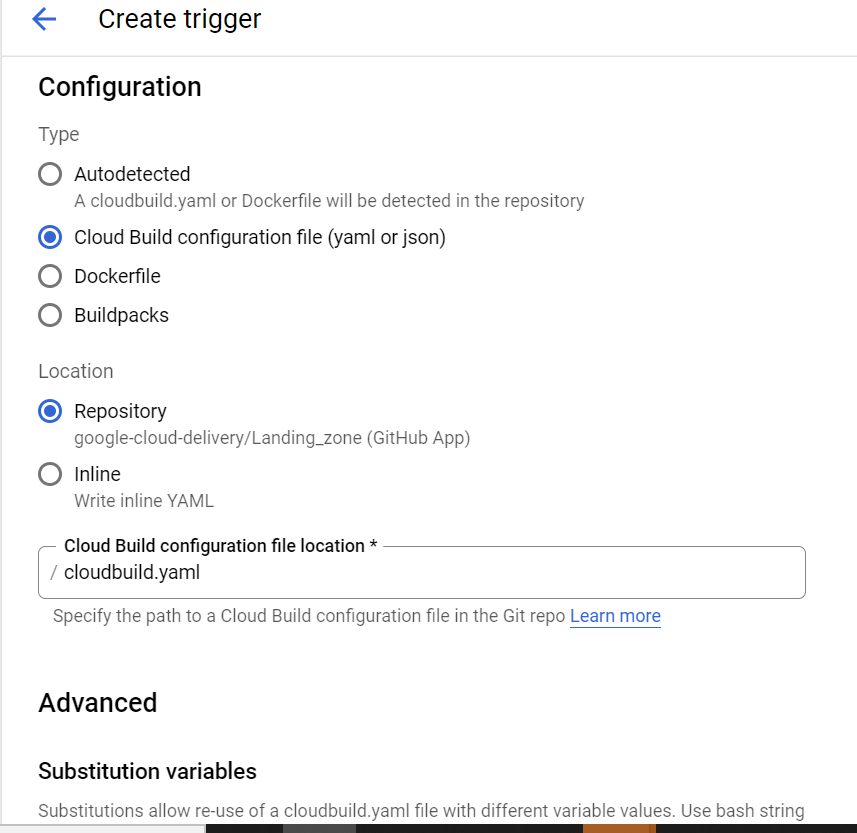 Create trigger
Configuration
Type
Autodetected
A cloudbuild.yaml or Dockerfile will be detected in the repository
Cloud Build configuration file (yaml or json)
Dockerfile
Buildpacks
Location
Repository
google-cloud-delivery/Landing_zone (GitHub App)
Inline
Write inline YAML
Cloud Build configuration file location *
/ cloudbuild.yaml
Specify the path to a Cloud Build configuration file in the Git repo Learn more
Advanced
Substitution variables
Substitutions allow re-use of a cloudbuild.yaml file with different variable values. Use bash string